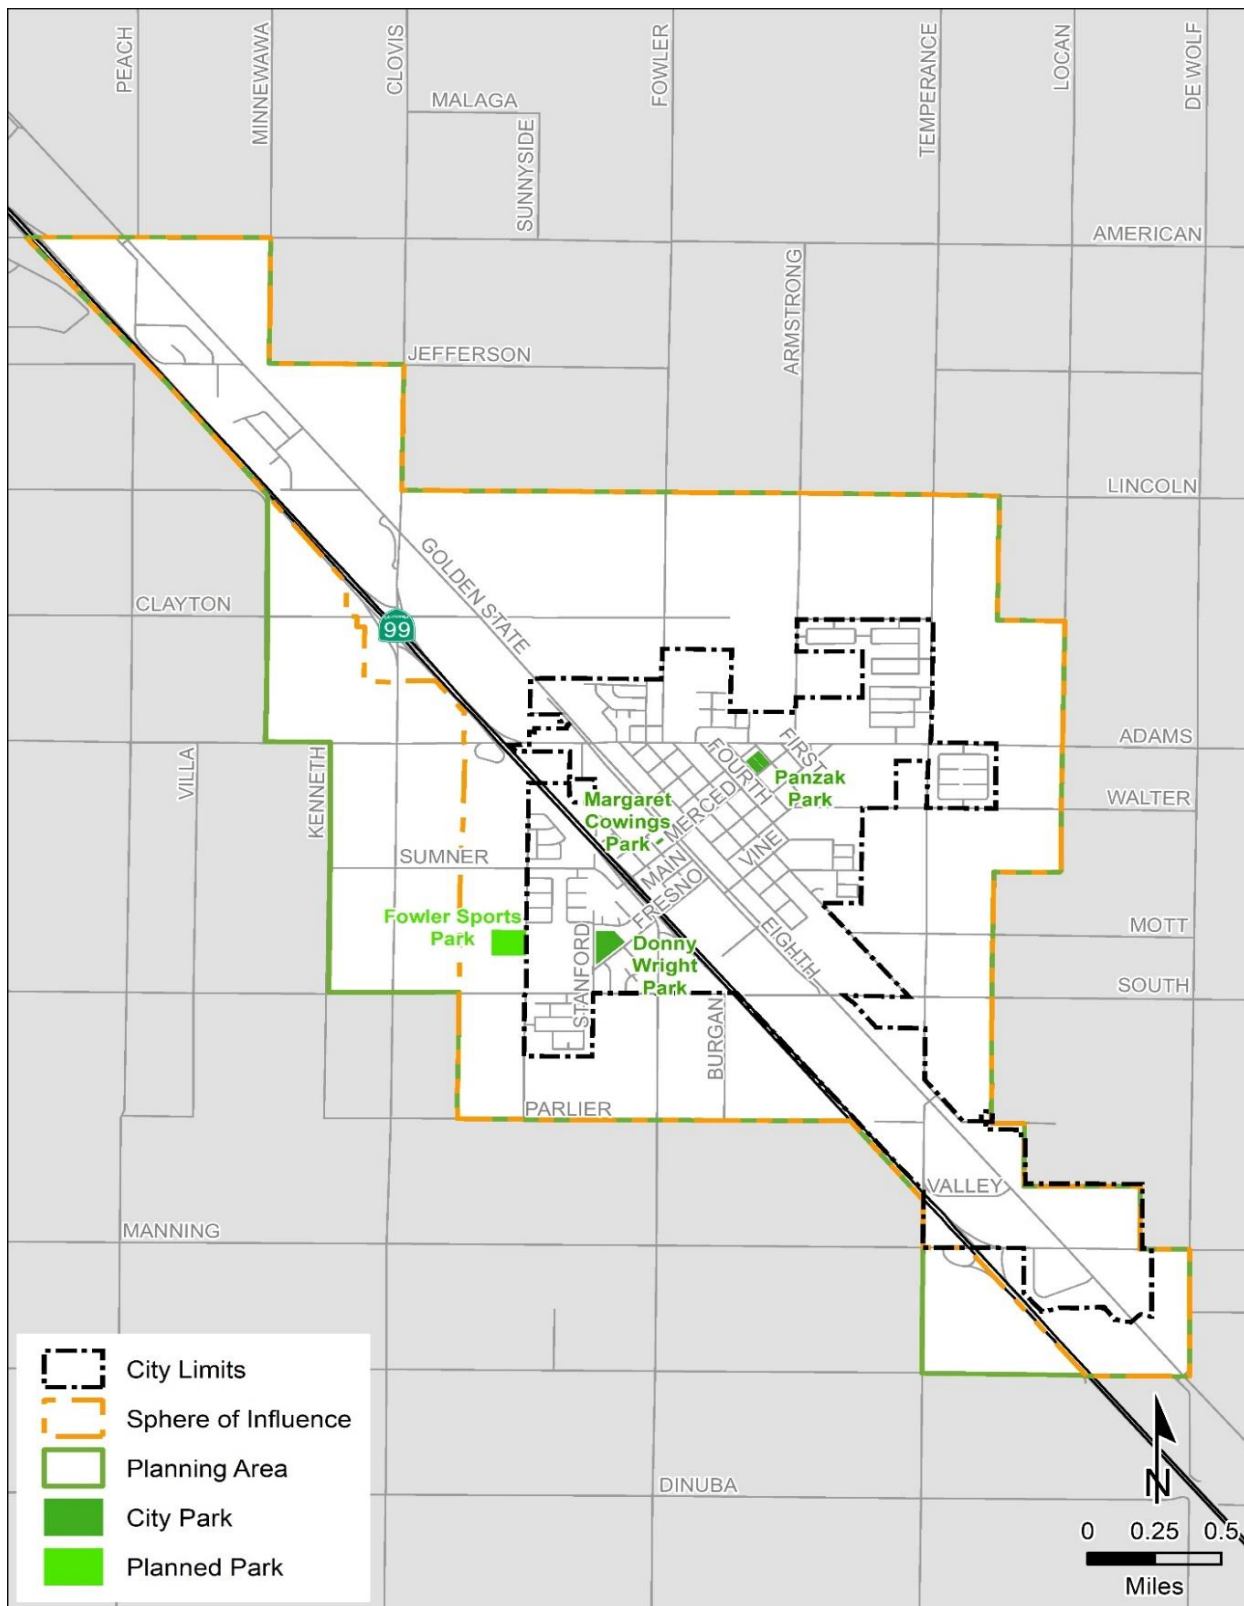 PEACH
MINNEWAWA
CLOVIS
FOWLER
TEMPERANCE
LOCAN
DE WOLF
MALAGA
SUNNYSIDE
AMERICAN
ARMSTRONG
JEFFERSON
LINCOLN
GOLDEN STATE
CLAYTON
99
ADAMS
FIRST
FOURTH
VILLA
KENNETH
Panzak
Park
WALTER
Margaret
Cowings
Park
MERCED
VINE
SUMNER
MAIN
FRESNO
Fowler Sports
Park
EIGHTH
MOTT
STANFORD
Donny
Wright
Park
SOUTH
BURGAN
PARLIER
VALLEY
MANNING
City Limits
Sphere of Influence
Planning Area
City Park
Planned Park
DINUBA
N
0 0.25 0.5
Miles